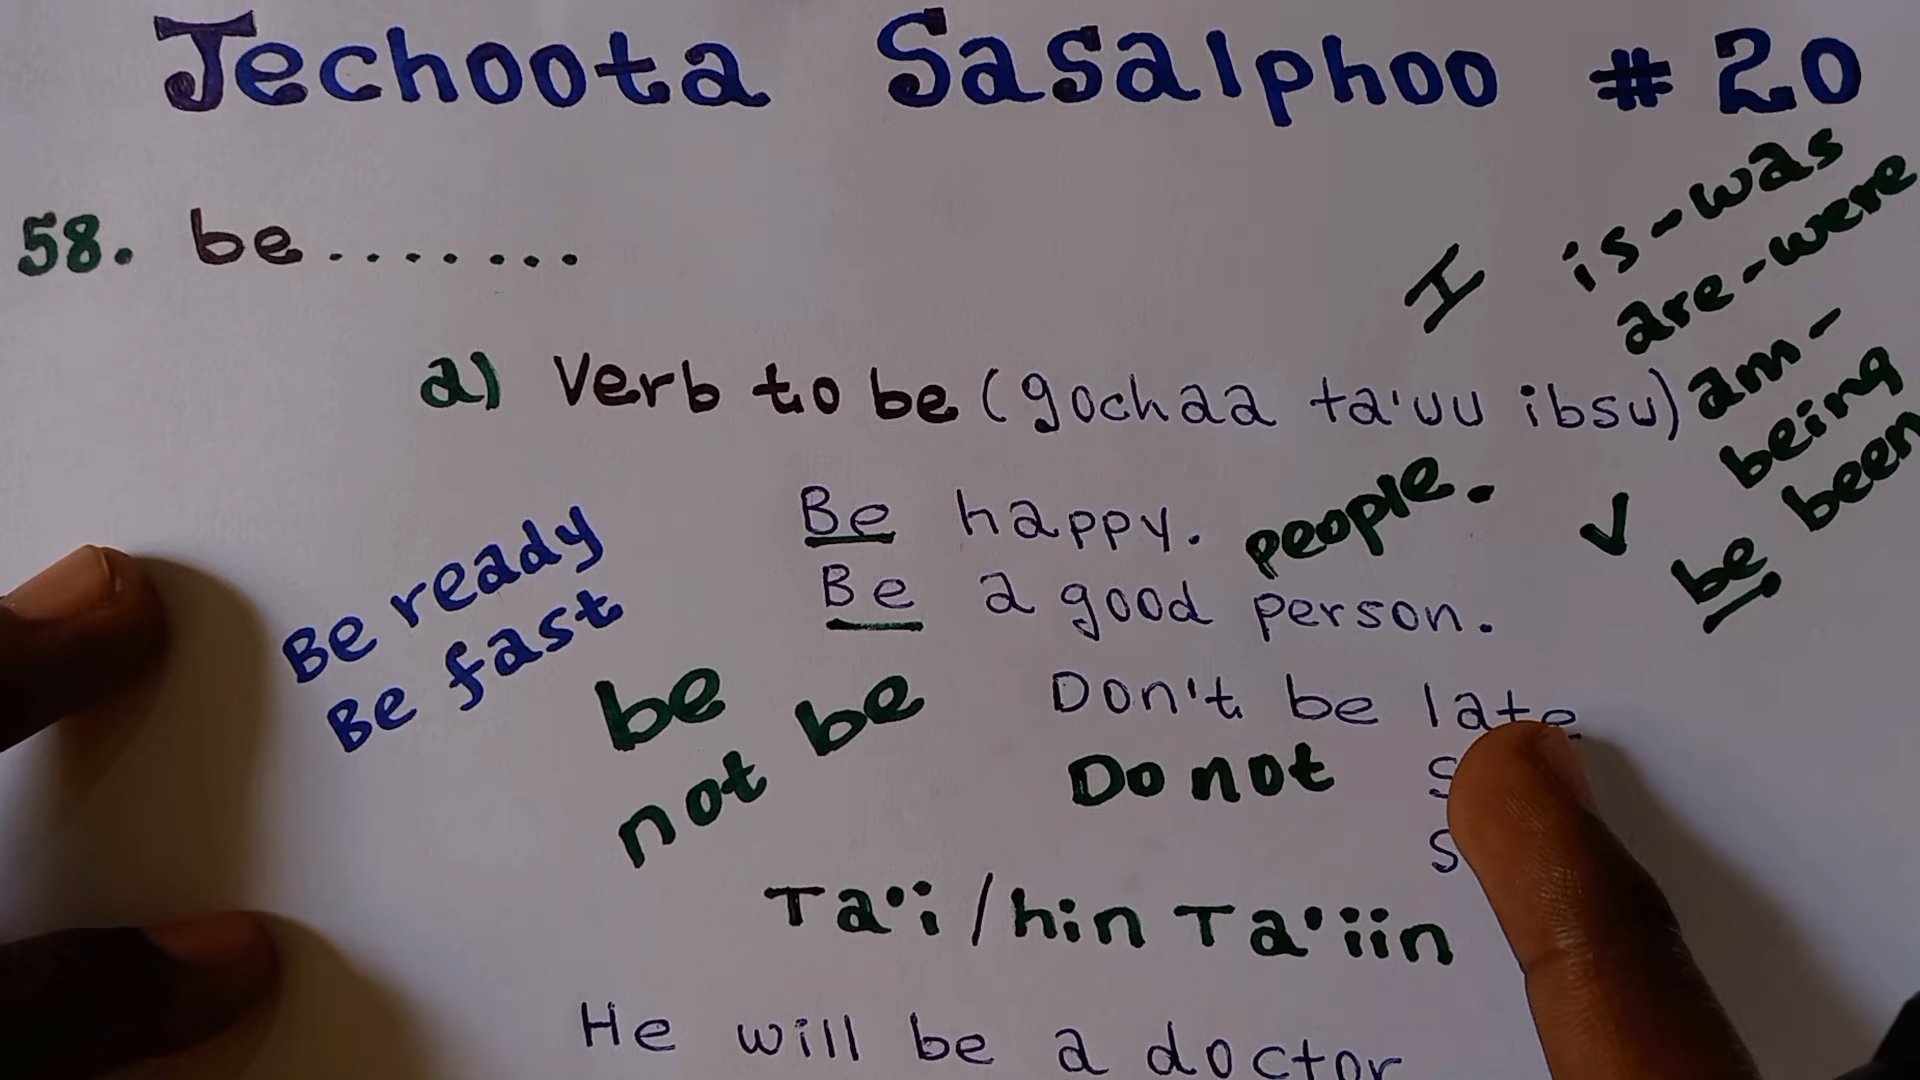 Jechoota Sasalphoo # 20
58. be........
I
is-was
are-were
am-
being
been
be
a) Verb to be (gochaa ta'uu ibsu)
Be happy. people.
Be a good person.
Be ready
Be fast
be
not be
Don't be late
Do not
Ta'i / hin Ta'iin
He will be a doctor